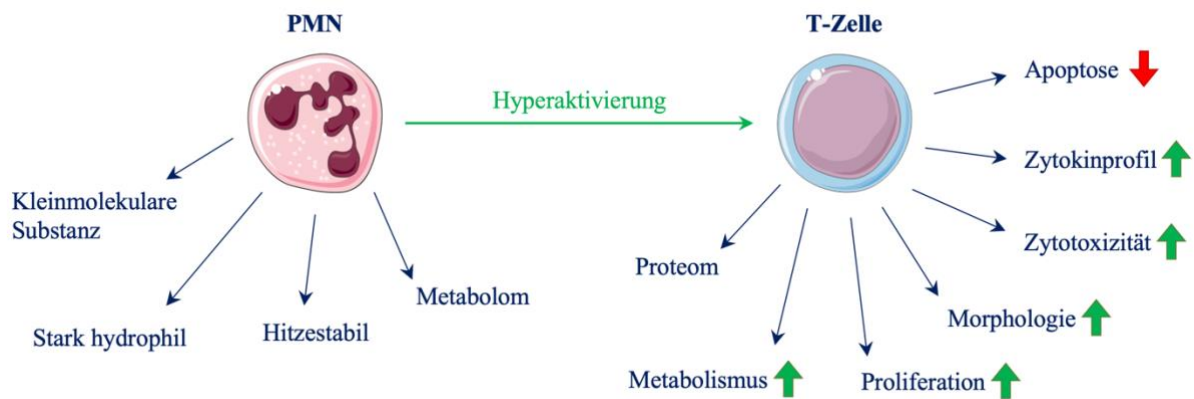 PMN
T-Zelle
Hyperaktivierung
Kleinmolekulare
Substanz
Stark hydrophil
Hitzestabil
Metabolom
Apoptose
Zytokinprofil
Zytotoxizität
Morphologie
Proliferation
Metabolismus
Proteom